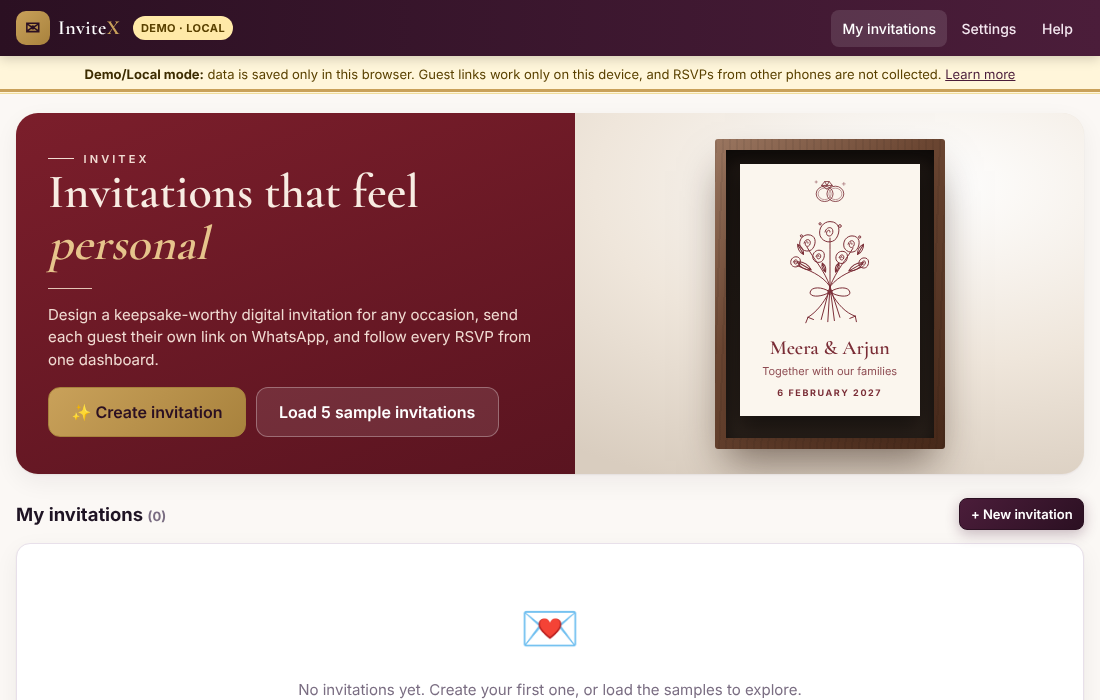 ✉ InviteX DEMO · LOCAL My invitations Settings Help
Demo/Local mode: data is saved only in this browser. Guest links work only on this device, and RSVPs from other phones are not collected. Learn more
INVITEX
Invitations that feel
personal
Design a keepsake-worthy digital invitation for any occasion, send
each guest their own link on WhatsApp, and follow every RSVP from
one dashboard.
✨ Create invitation Load 5 sample invitations
Meera & Arjun
Together with our families
6 FEBRUARY 2027
My invitations (0) + New invitation
No invitations yet. Create your first one, or load the samples to explore.